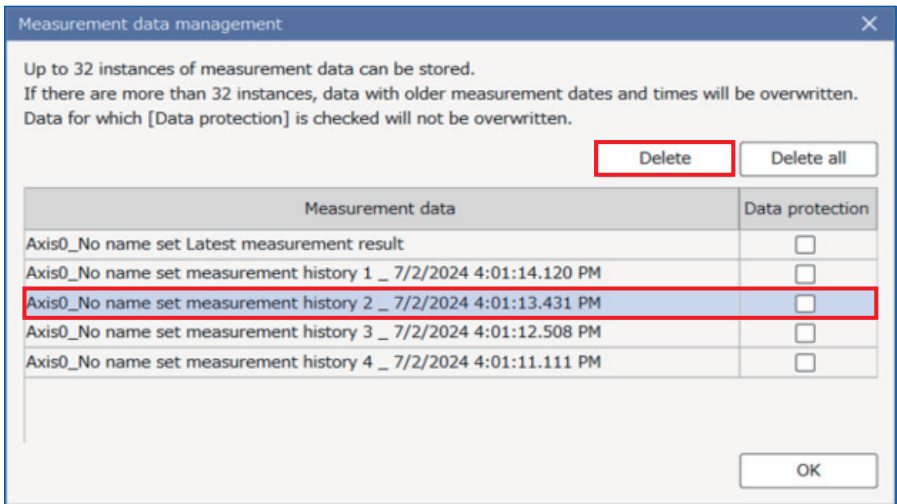 Measurement data management
Up to 32 instances of measurement data can be stored.
If there are more than 32 instances, data with older measurement dates and times will be overwritten.
Data for which [Data protection] is checked will not be overwritten.
Delete Delete all
Measurement data Data protection
Axis0_No name set Latest measurement result
Axis0_No name set measurement history 1 _ 7/2/2024 4:01:14.120 PM
Axis0_No name set measurement history 2 _ 7/2/2024 4:01:13.431 PM
Axis0_No name set measurement history 3 _ 7/2/2024 4:01:12.508 PM
Axis0_No name set measurement history 4 _ 7/2/2024 4:01:11.111 PM
OK